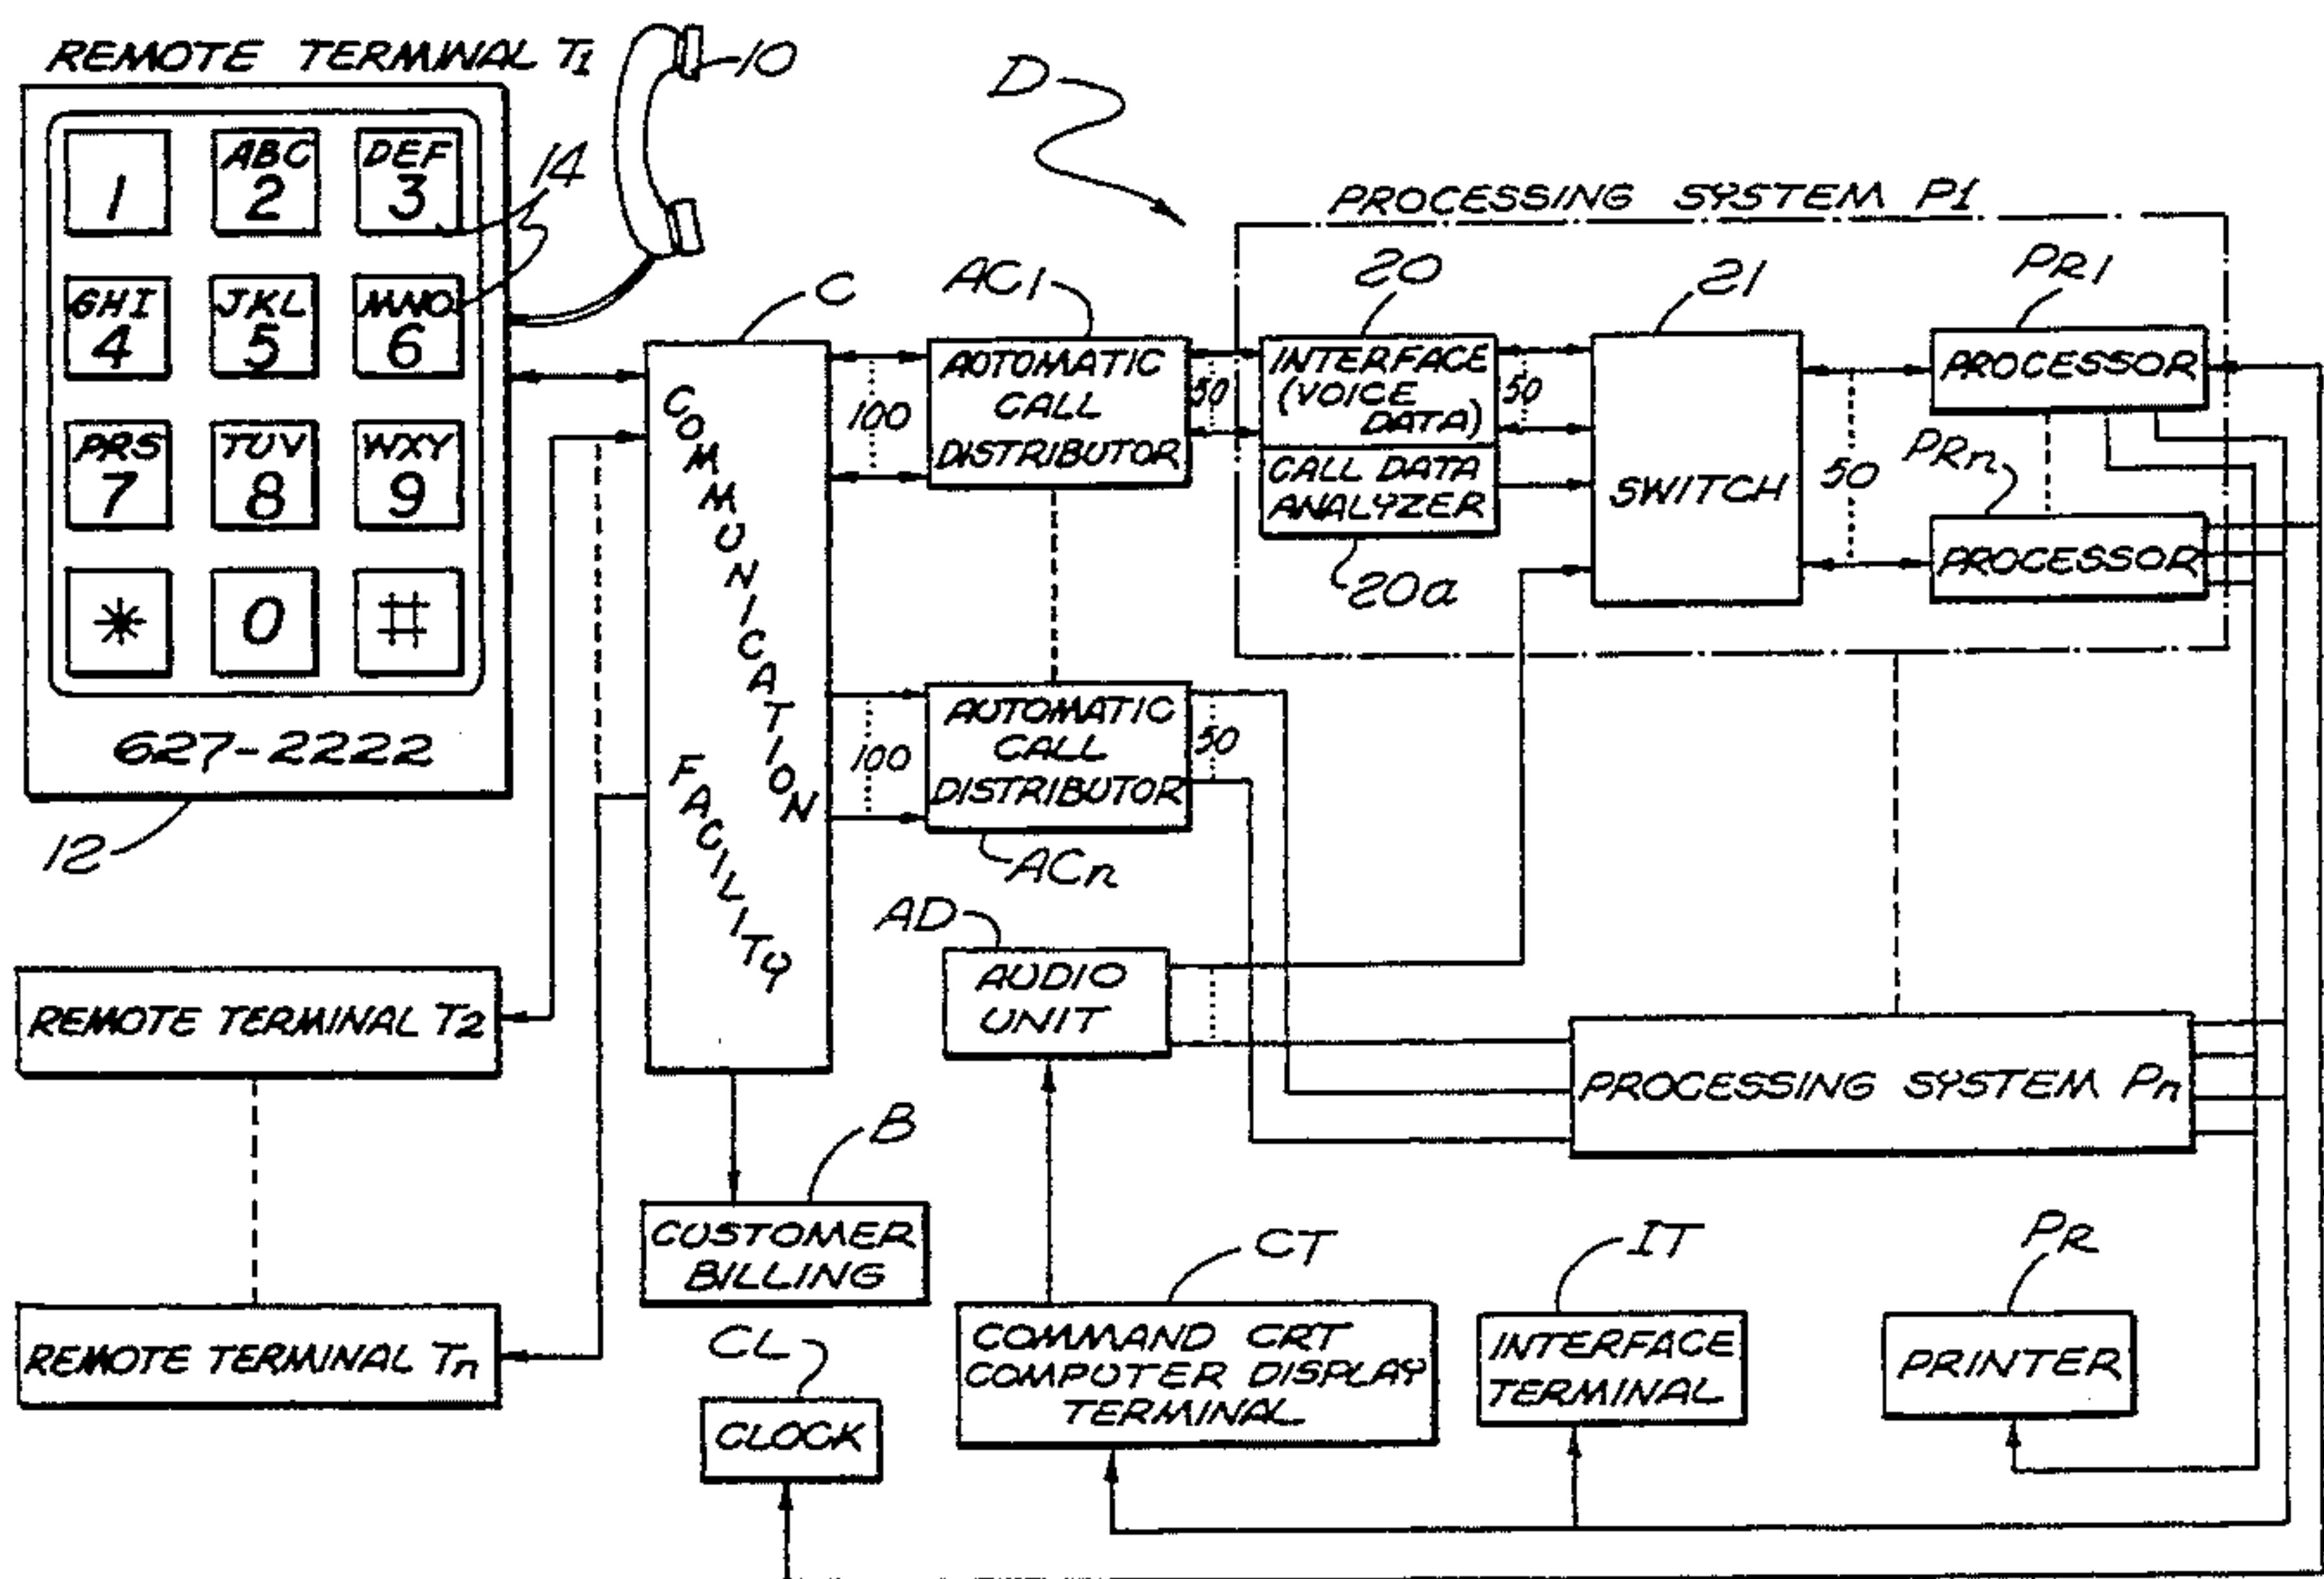 REMOTE TERMINAL T1
10
D
1
ABC
2
DEF
3
14
GHI
4
JKL
5
MNO
6
PRS
7
TUV
8
WXY
9
*
0
#
627-2222
12
REMOTE TERMINAL T2
REMOTE TERMINAL Tn
C
COMMUNICATION
FACILITY
100
100
AC1
AUTOMATIC
CALL
DISTRIBUTOR
50
AUTOMATIC
CALL
DISTRIBUTOR
ACn
50
PROCESSING SYSTEM P1
20
INTERFACE
(VOICE
DATA)
CALL DATA
ANALYZER
20a
50
21
SWITCH
50
PR1
PROCESSOR
PRn
PROCESSOR
AD
AUDIO
UNIT
PROCESSING SYSTEM Pn
B
CUSTOMER
BILLING
CL
CLOCK
CT
COMMAND CRT
COMPUTER DISPLAY
TERMINAL
IT
INTERFACE
TERMINAL
PR
PRINTER